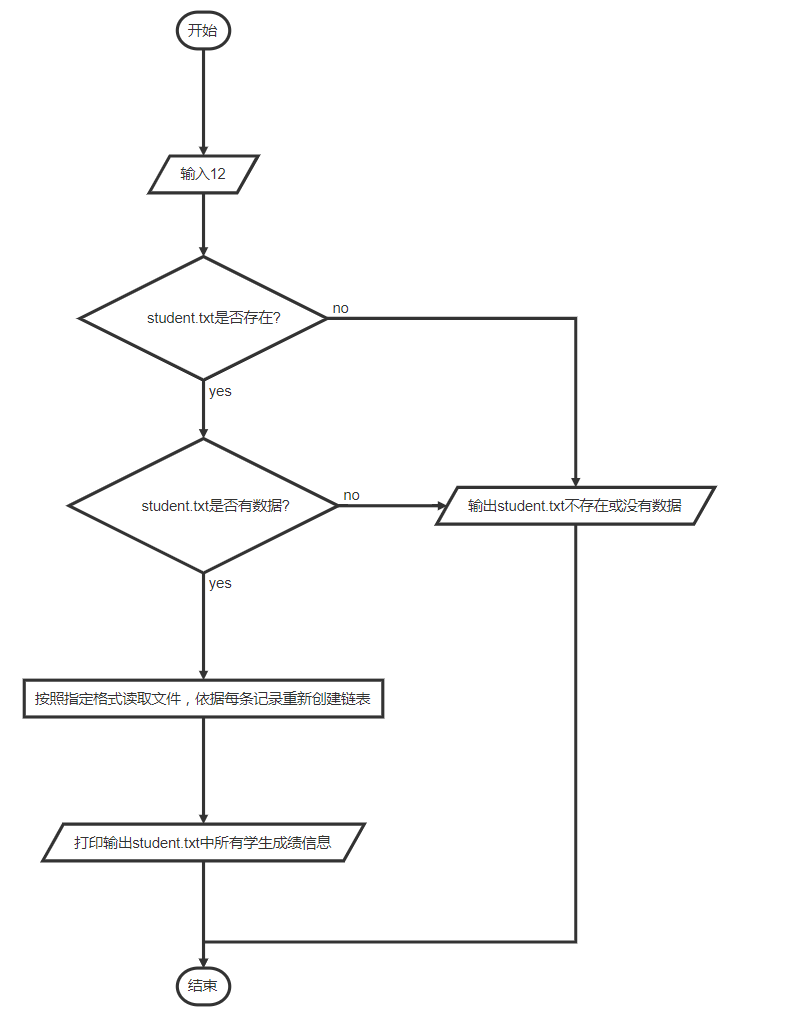 开始
输入12
student.txt是否存在?
no
yes
student.txt是否有数据?
no
输出student.txt不存在或没有数据
yes
按照指定格式读取文件，依据每条记录重新创建链表
打印输出student.txt中所有学生成绩信息
结束